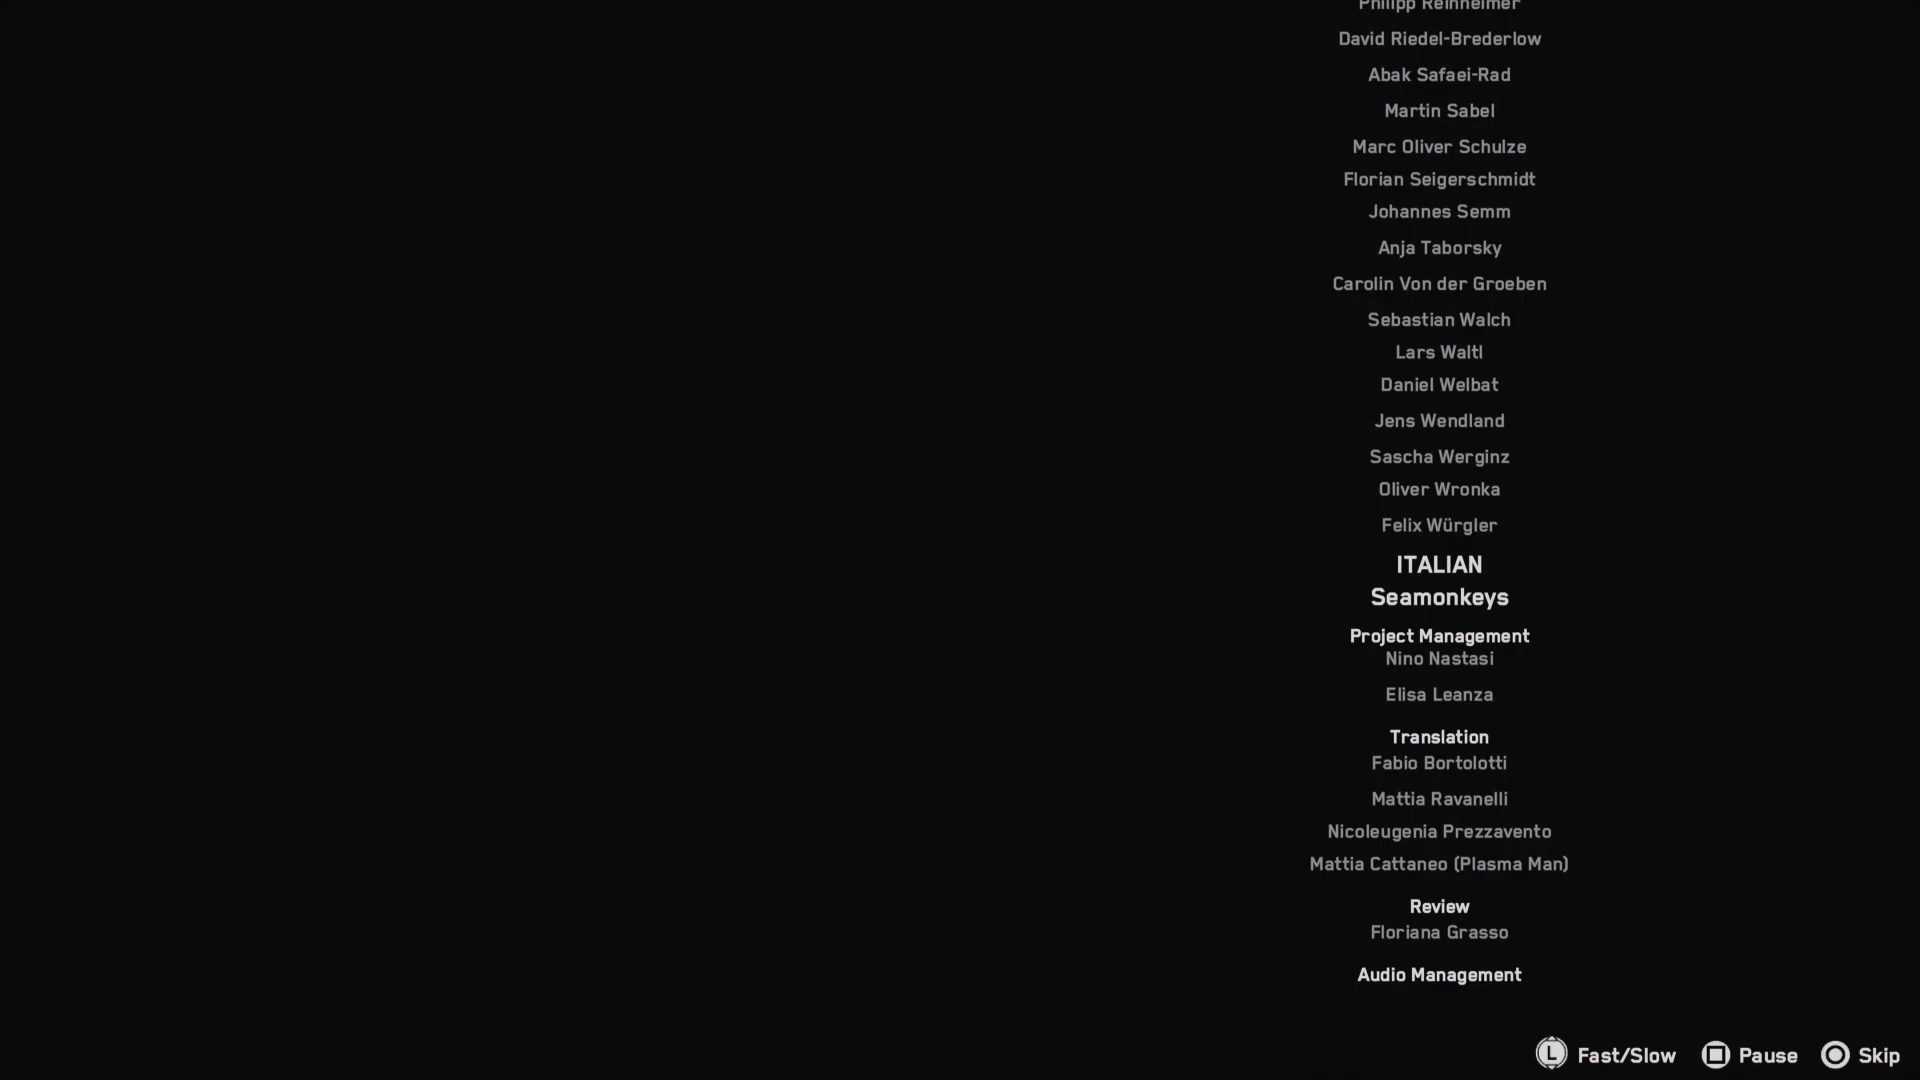 Philipp Reinheimer
David Riedel-Brederlow
Abak Safaei-Rad
Martin Sabel
Marc Oliver Schulze
Florian Seigerschmidt
Johannes Semm
Anja Taborsky
Carolin Von der Groeben
Sebastian Walch
Lars Waltl
Daniel Welbat
Jens Wendland
Sascha Werginz
Oliver Wronka
Felix Würgler
ITALIAN
Seamonkeys
Project Management
Nino Nastasi
Elisa Leanza
Translation
Fabio Bortolotti
Mattia Ravanelli
Nicoleugenia Prezzavento
Mattia Cattaneo (Plasma Man)
Review
Floriana Grasso
Audio Management
L Fast/Slow Pause Skip